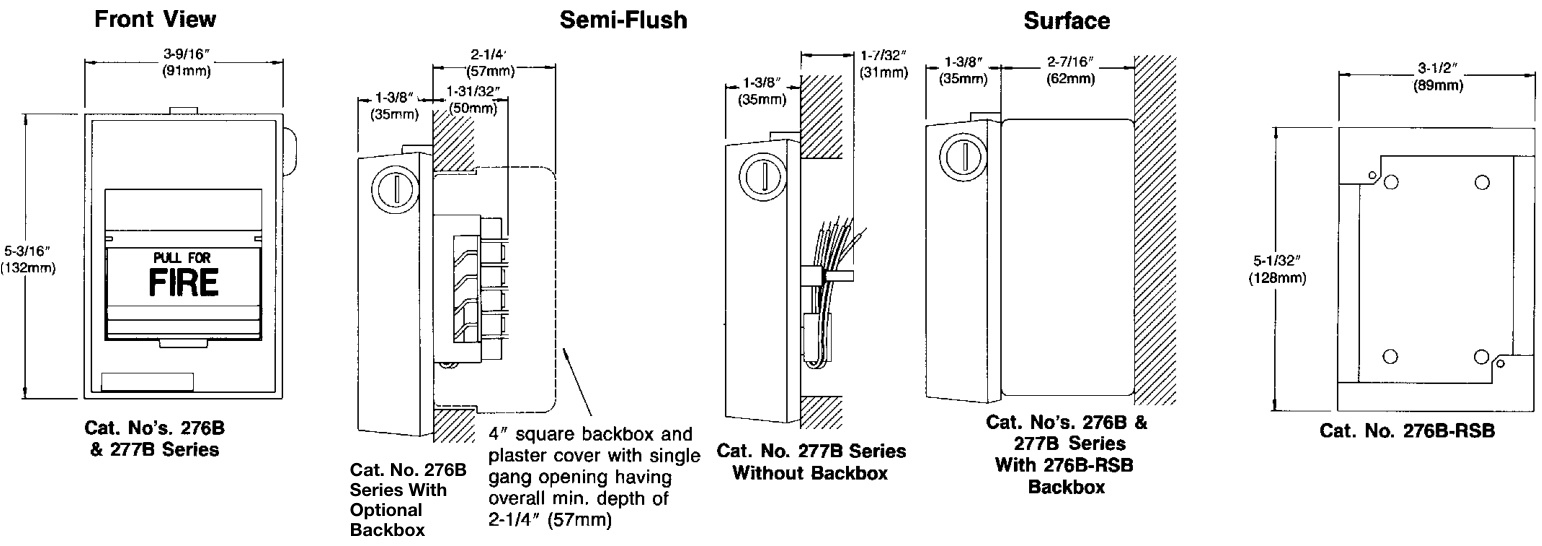 Front View
Semi-Flush
Surface
3-9/16″
(91mm)
5-3/16″
(132mm)
PULL FOR
FIRE
Cat. No's. 276B
& 277B Series
2-1/4′
(57mm)
1-3/8″
(35mm)
1-31/32″
(50mm)
Cat. No. 276B
Series With
Optional
Backbox
4″ square backbox and
plaster cover with single
gang opening having
overall min. depth of
2-1/4″ (57mm)
1-7/32″
(31mm)
1-3/8″
(35mm)
Cat. No. 277B Series
Without Backbox
1-3/8″
(35mm)
2-7/16″
(62mm)
Cat. No's. 276B &
277B Series
With 276B-RSB
Backbox
3-1/2″
(89mm)
5-1/32″
(128mm)
Cat. No. 276B-RSB